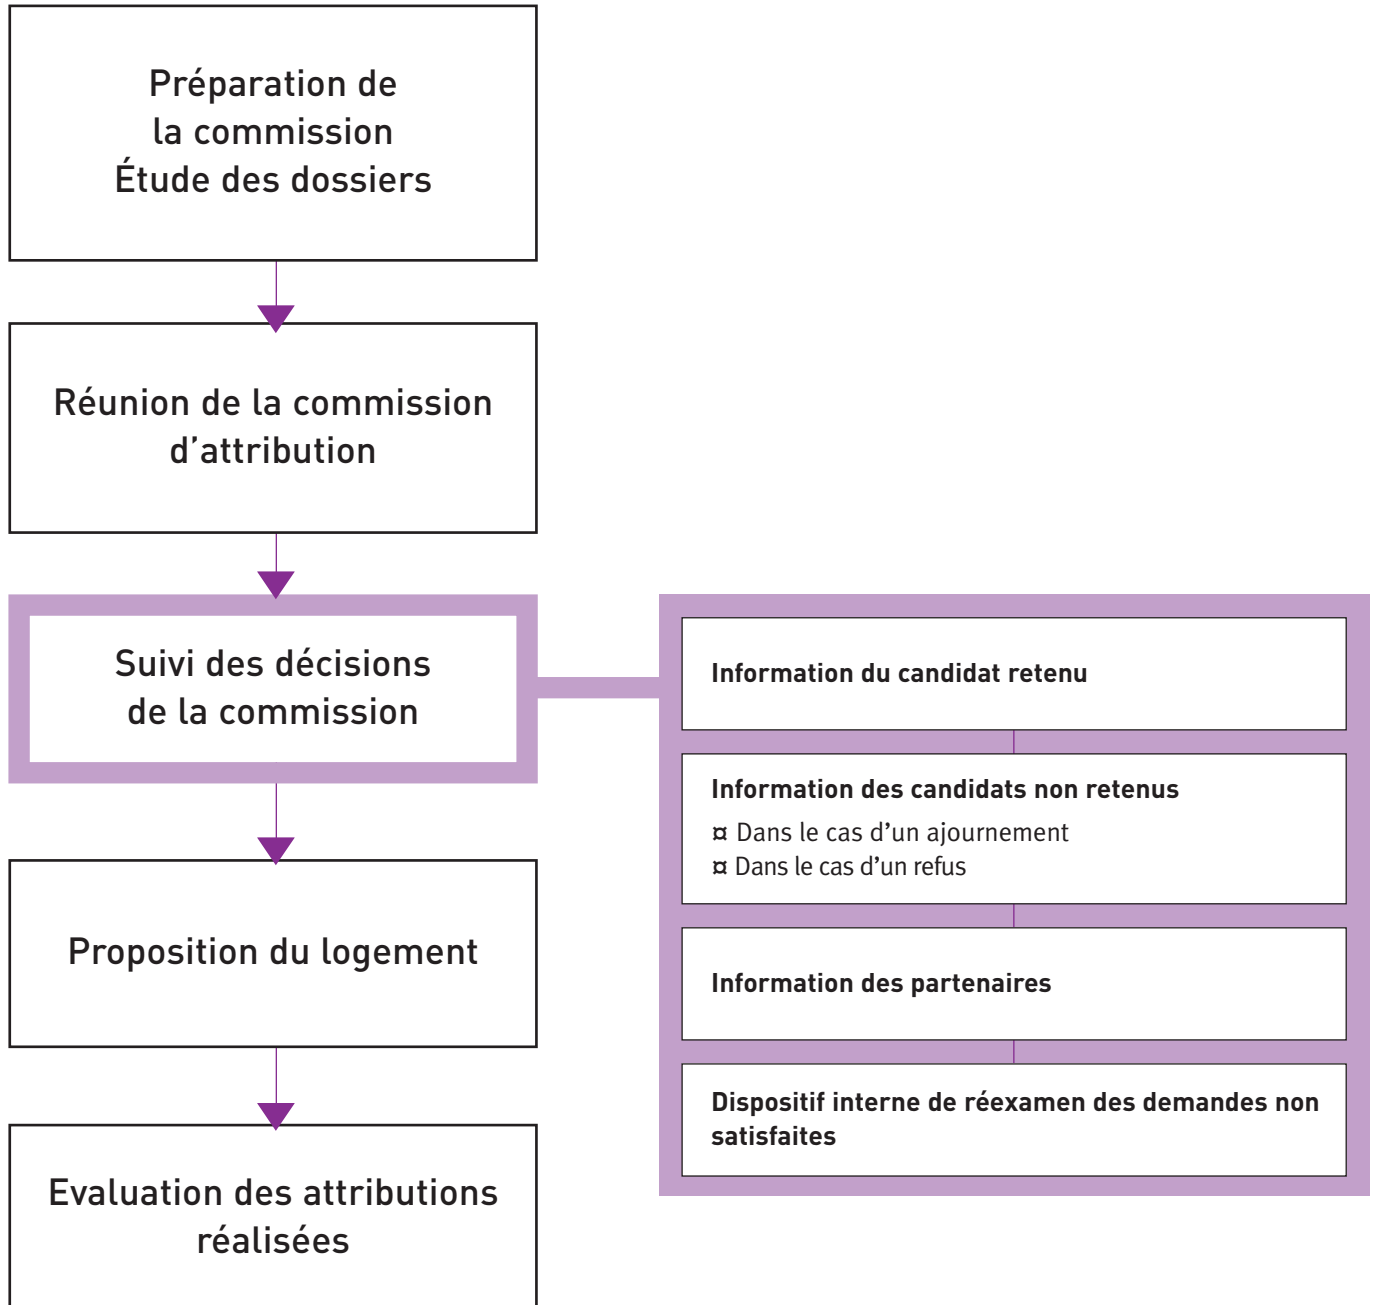 Préparation de
la commission
Étude des dossiers
Réunion de la commission
d’attribution
Suivi des décisions
de la commission
Information du candidat retenu
Information des candidats non retenus
¤ Dans le cas d’un ajournement
¤ Dans le cas d’un refus
Information des partenaires
Dispositif interne de réexamen des demandes non
satisfaites
Proposition du logement
Evaluation des attributions
réalisées